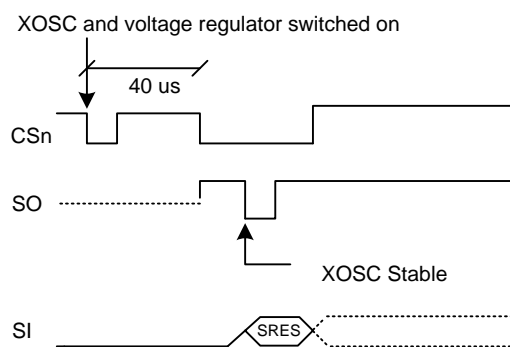 XOSC and voltage regulator switched on
40 us
CSn
SO
XOSC Stable
SI
SRES